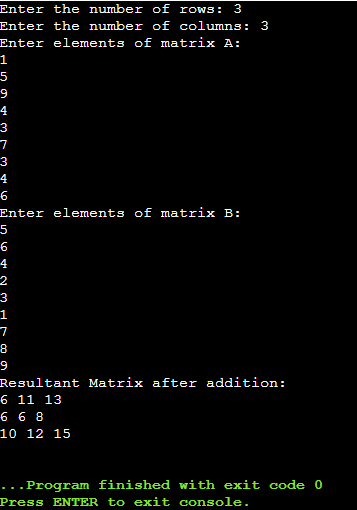 Enter the number of rows: 3
Enter the number of columns: 3
Enter elements of matrix A:
1
5
9
4
3
7
3
4
6
Enter elements of matrix B:
5
6
4
2
3
1
7
8
9
Resultant Matrix after addition:
6 11 13
6 6 8
10 12 15
...Program finished with exit code 0
Press ENTER to exit console.